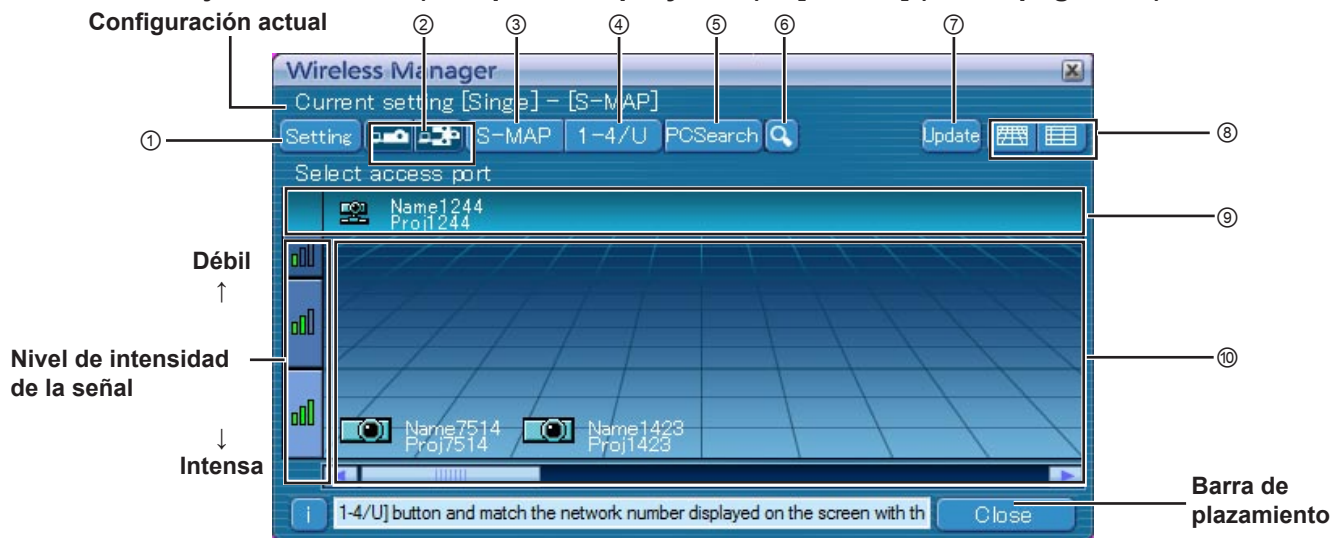 Configuración actual
② ③ ④ ⑤ ⑥ ⑦
Wireless Manager
Current setting [Single] - [S-MAP]
① Setting S-MAP 1-4/U PCSearch Update ⑧
Select access port
Name1244
Proj1244
⑨
Débil
↑
Nivel de intensidad
de la señal
↓
Intensa
⑩
Name7514
Proj7514
Name1423
Proj1423
i 1-4/U] button and match the network number displayed on the screen with th Close
Barra de
plazamiento